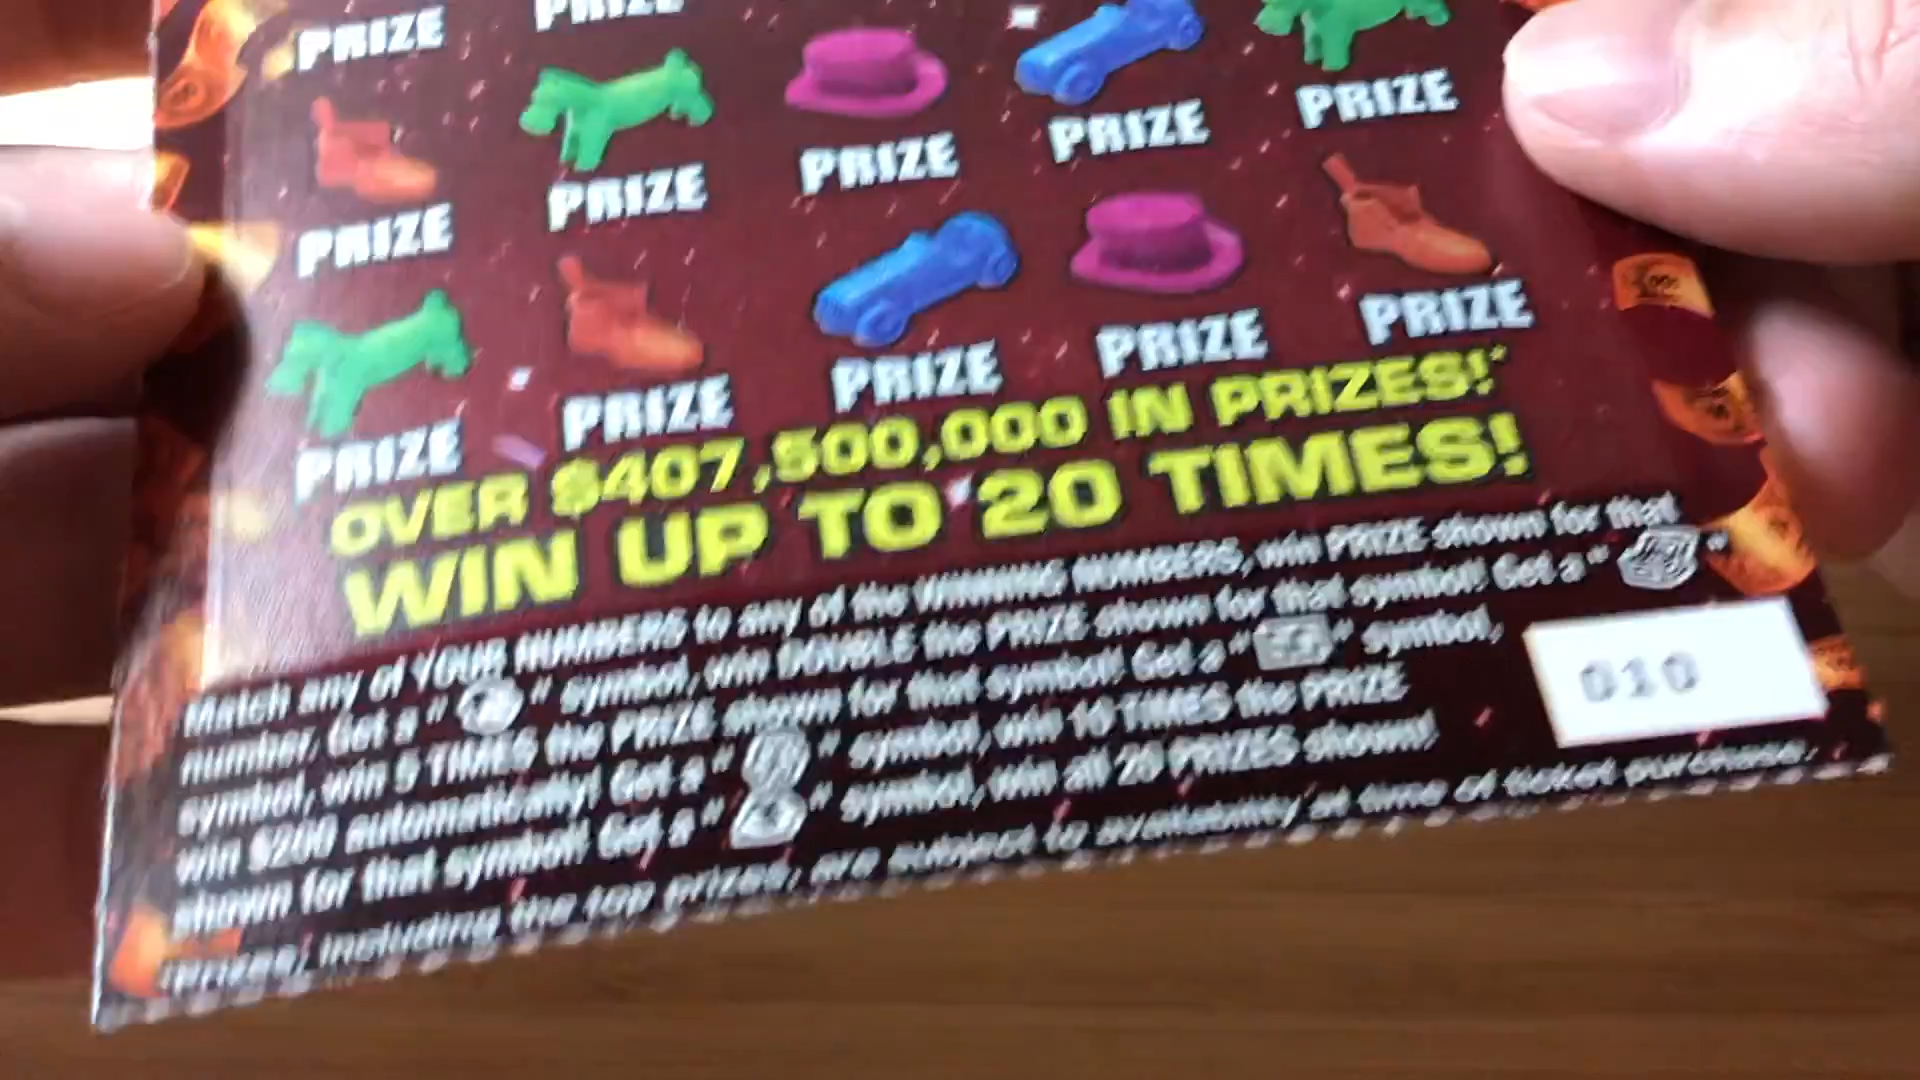 PRIZE PRIZE
PRIZE PRIZE PRIZE PRIZE PRIZE
PRIZE PRIZE PRIZE PRIZE PRIZE
OVER $407,500,000 IN PRIZES!*
WIN UP TO 20 TIMES!
Match any of YOUR NUMBERS to any of the WINNING NUMBERS, win PRIZE shown for that
number. Get a " " symbol, win DOUBLE the PRIZE shown for that symbol! Get a " "
symbol, win 5 TIMES the PRIZE shown for that symbol! Get a " " symbol,
win $200 automatically! Get a " " symbol, win 10 TIMES the PRIZE
shown for that symbol! Get a " " symbol, win all 20 PRIZES shown!
010
prizes, including the top prizes, are subject to availability at time of ticket purchase.